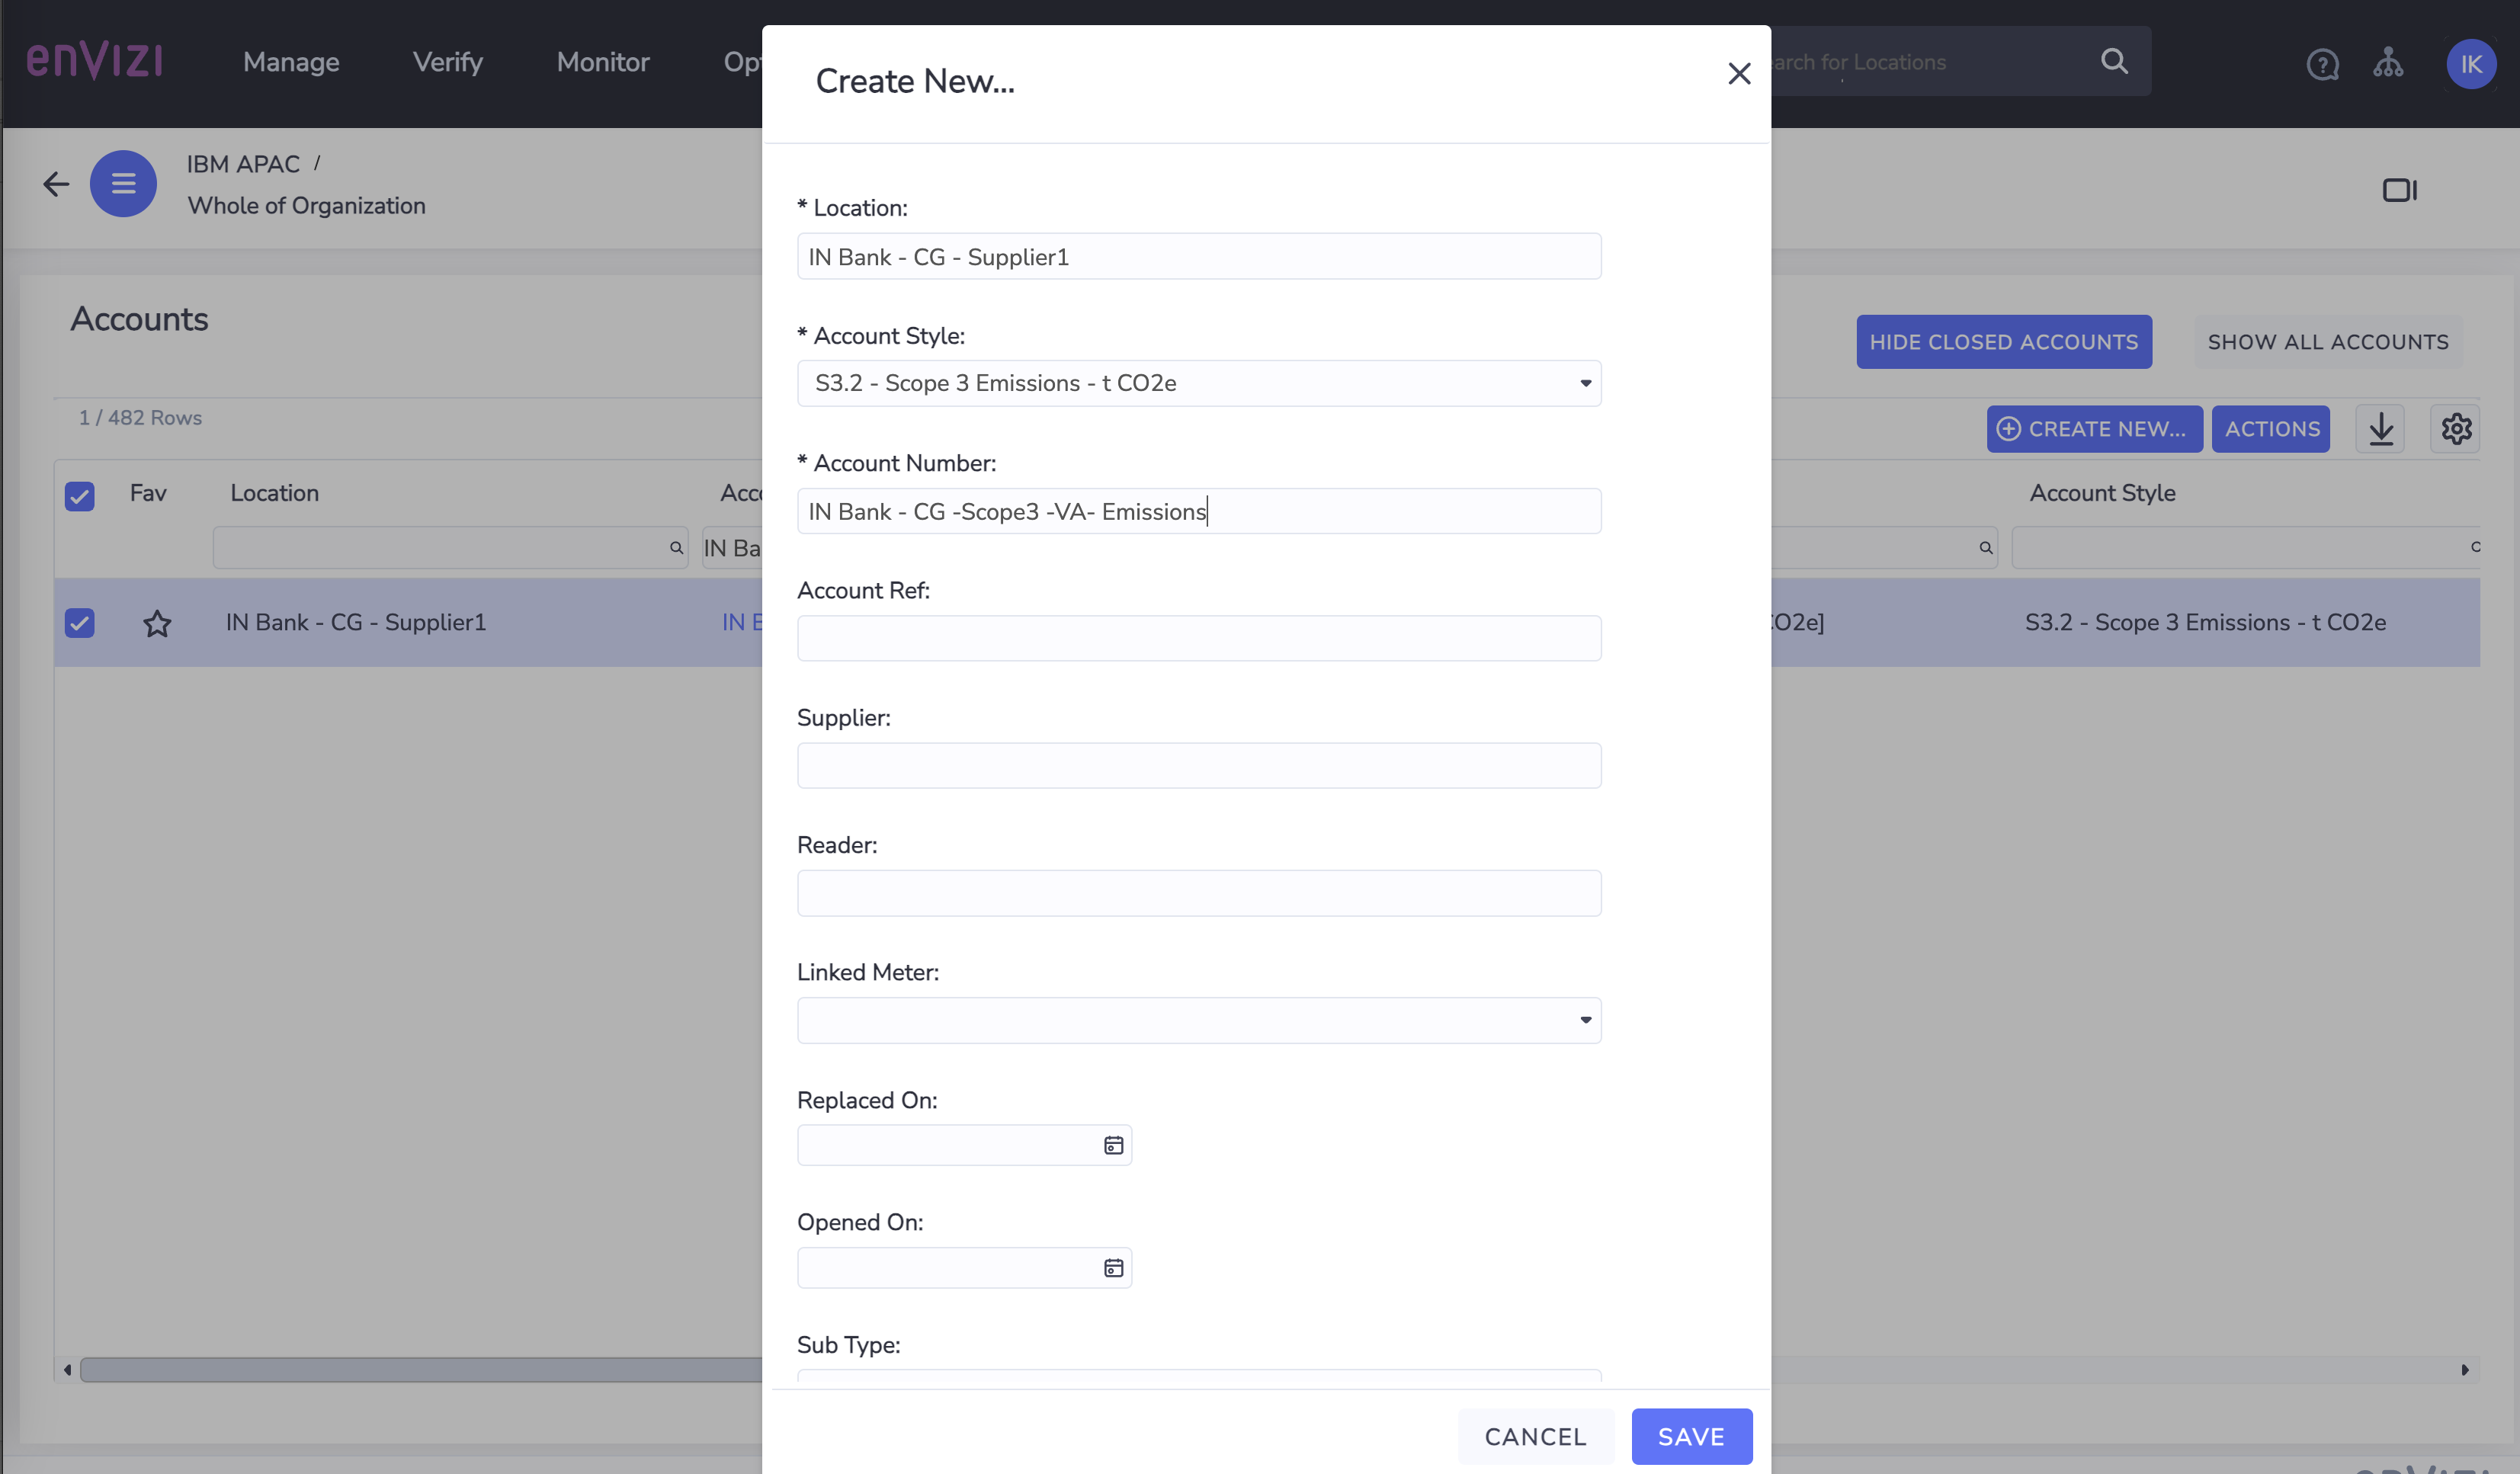 enVIZI
Manage
Verify
Monitor
Create New...
arch for Locations
IK
IBM APAC /
Whole of Organization
* Location:
IN Bank - CG - Supplier1
Accounts
HIDE CLOSED ACCOUNTS
SHOW ALL ACCOUNTS
* Account Style:
S3.2 - Scope 3 Emissions - t CO2e
1 / 482 Rows
CREATE NEW...
ACTIONS
* Account Number:
IN Bank - CG -Scope3 -VA- Emissions
Fav
Location
Acco
Account Style
IN Ba
IN Bank - CG - Supplier1
IN B
CO2e]
S3.2 - Scope 3 Emissions - t CO2e
Account Ref:
Supplier:
Reader:
Linked Meter:
Replaced On:
Opened On:
Sub Type:
CANCEL
SAVE